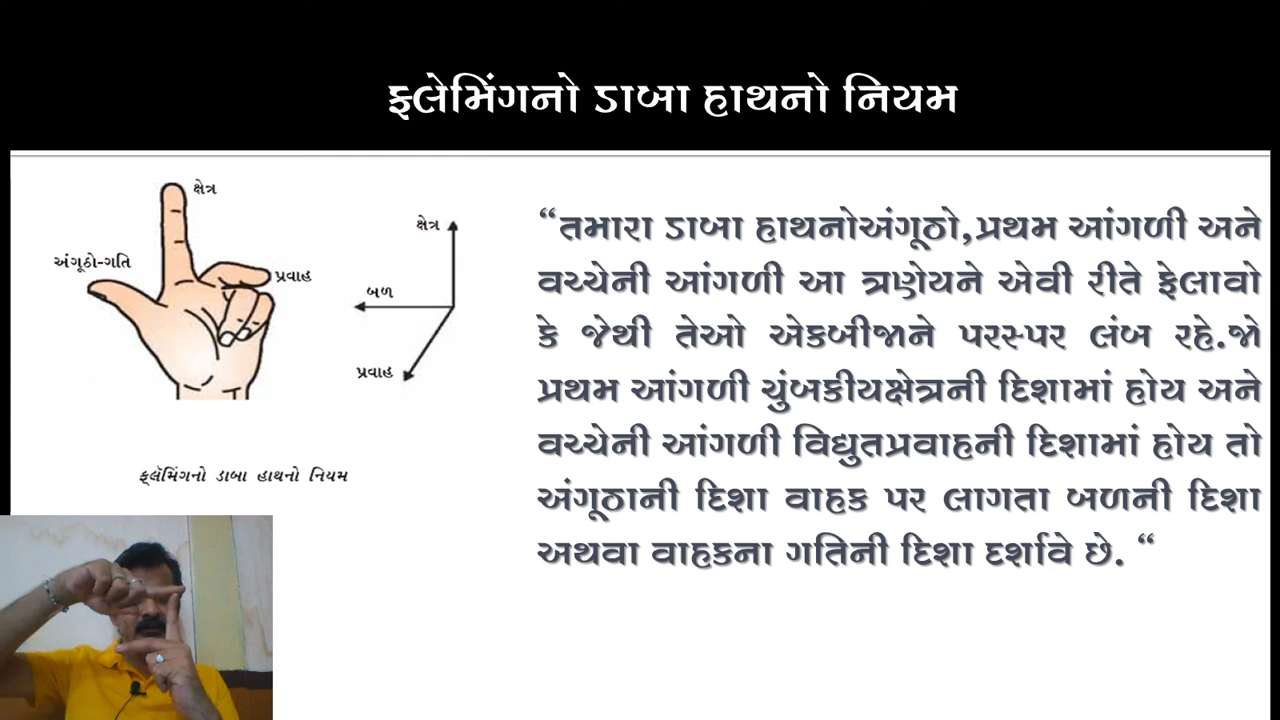 ફ્લેમિંગનો ડાબા હાથનો નિયમ
ક્ષેત્ર
અંગૂઠો-ગતિ
પ્રવાહ
ક્ષેત્ર
બળ
પ્રવાહ
ફ્લૅમિંગનો ડાબા હાથનો નિયમ
“તમારા ડાબા હાથનોઅંગૂઠો,પ્રથમ આંગળી અને
વચ્ચેની આંગળી આ ત્રણેયને એવી રીતે ફેલાવો
કે જેથી તેઓ એકબીજાને પરસ્પર લંબ રહે.જો
પ્રથમ આંગળી ચુંબકીયક્ષેત્રની દિશામાં હોય અને
વચ્ચેની આંગળી વિદ્યુતપ્રવાહની દિશામાં હોય તો
અંગૂઠાની દિશા વાહક પર લાગતા બળની દિશા
અથવા વાહકના ગતિની દિશા દર્શાવે છે. “